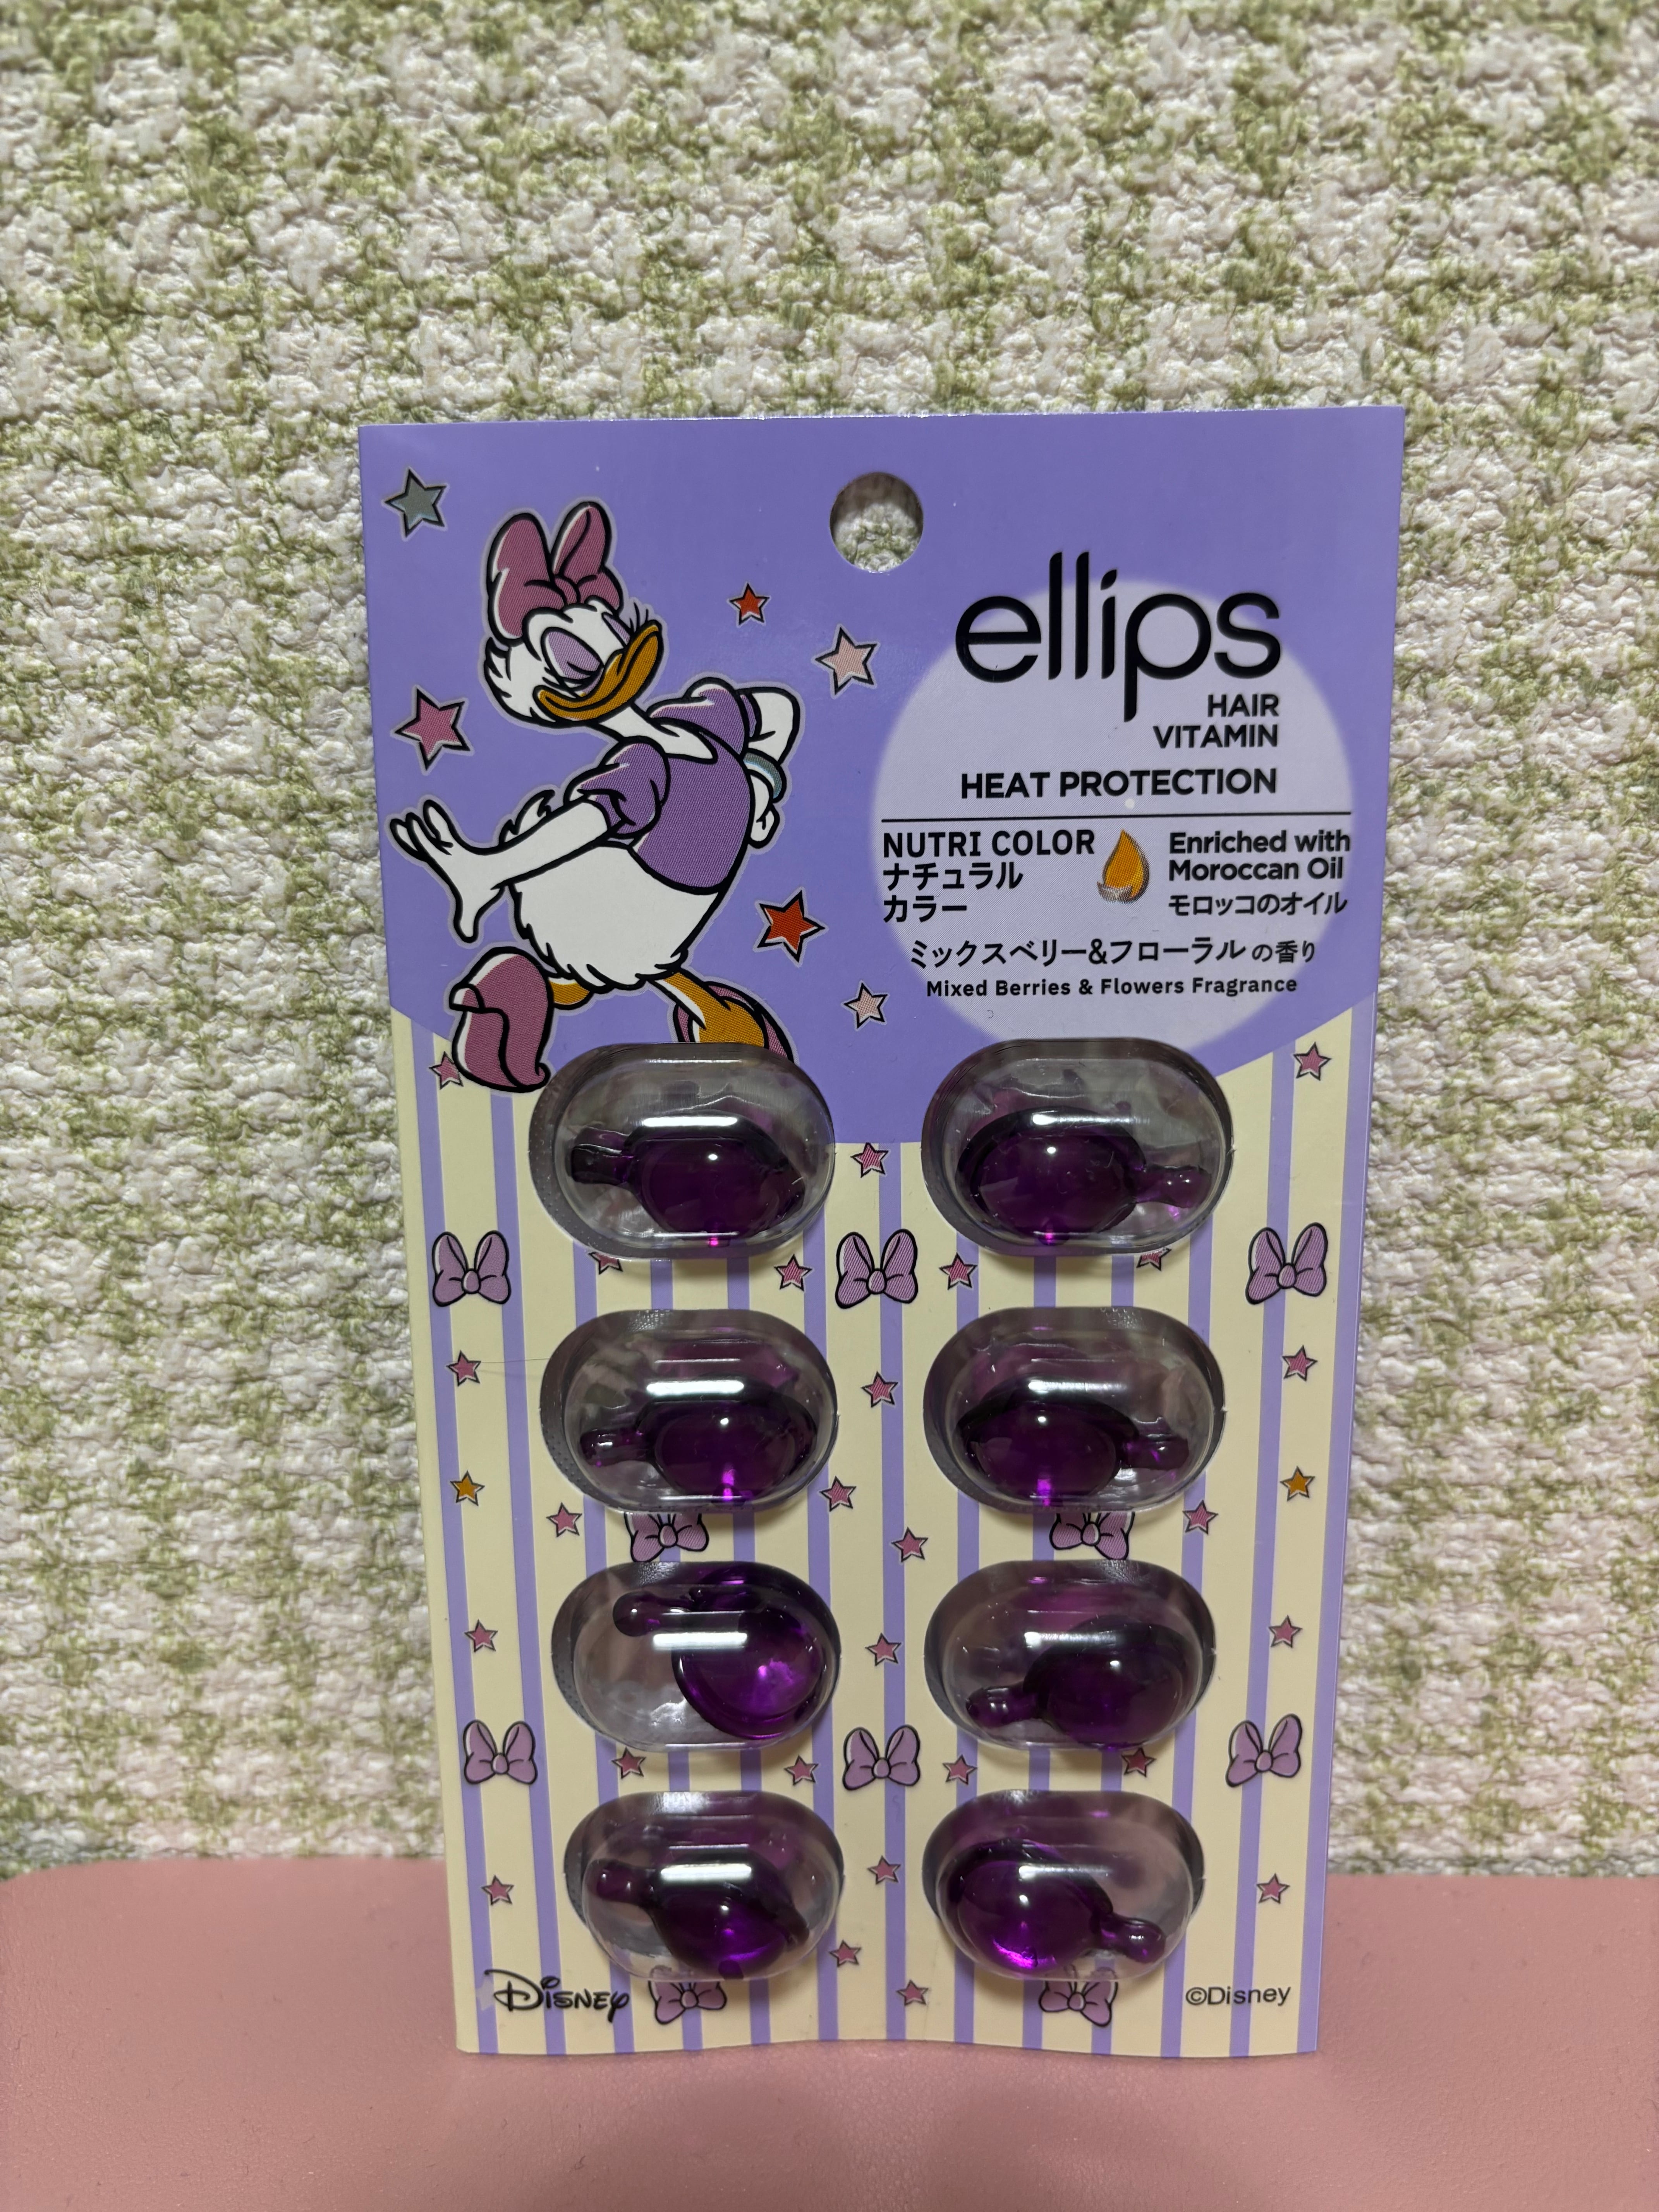 ellips
HAIR
VITAMIN
HEAT PROTECTION
NUTRI COLOR
ナチュラル
カラー
Enriched with
Moroccan Oil
モロッコのオイル
ミックスベリー&フローラルの香り
Mixed Berries & Flowers Fragrance
Disney
©Disney